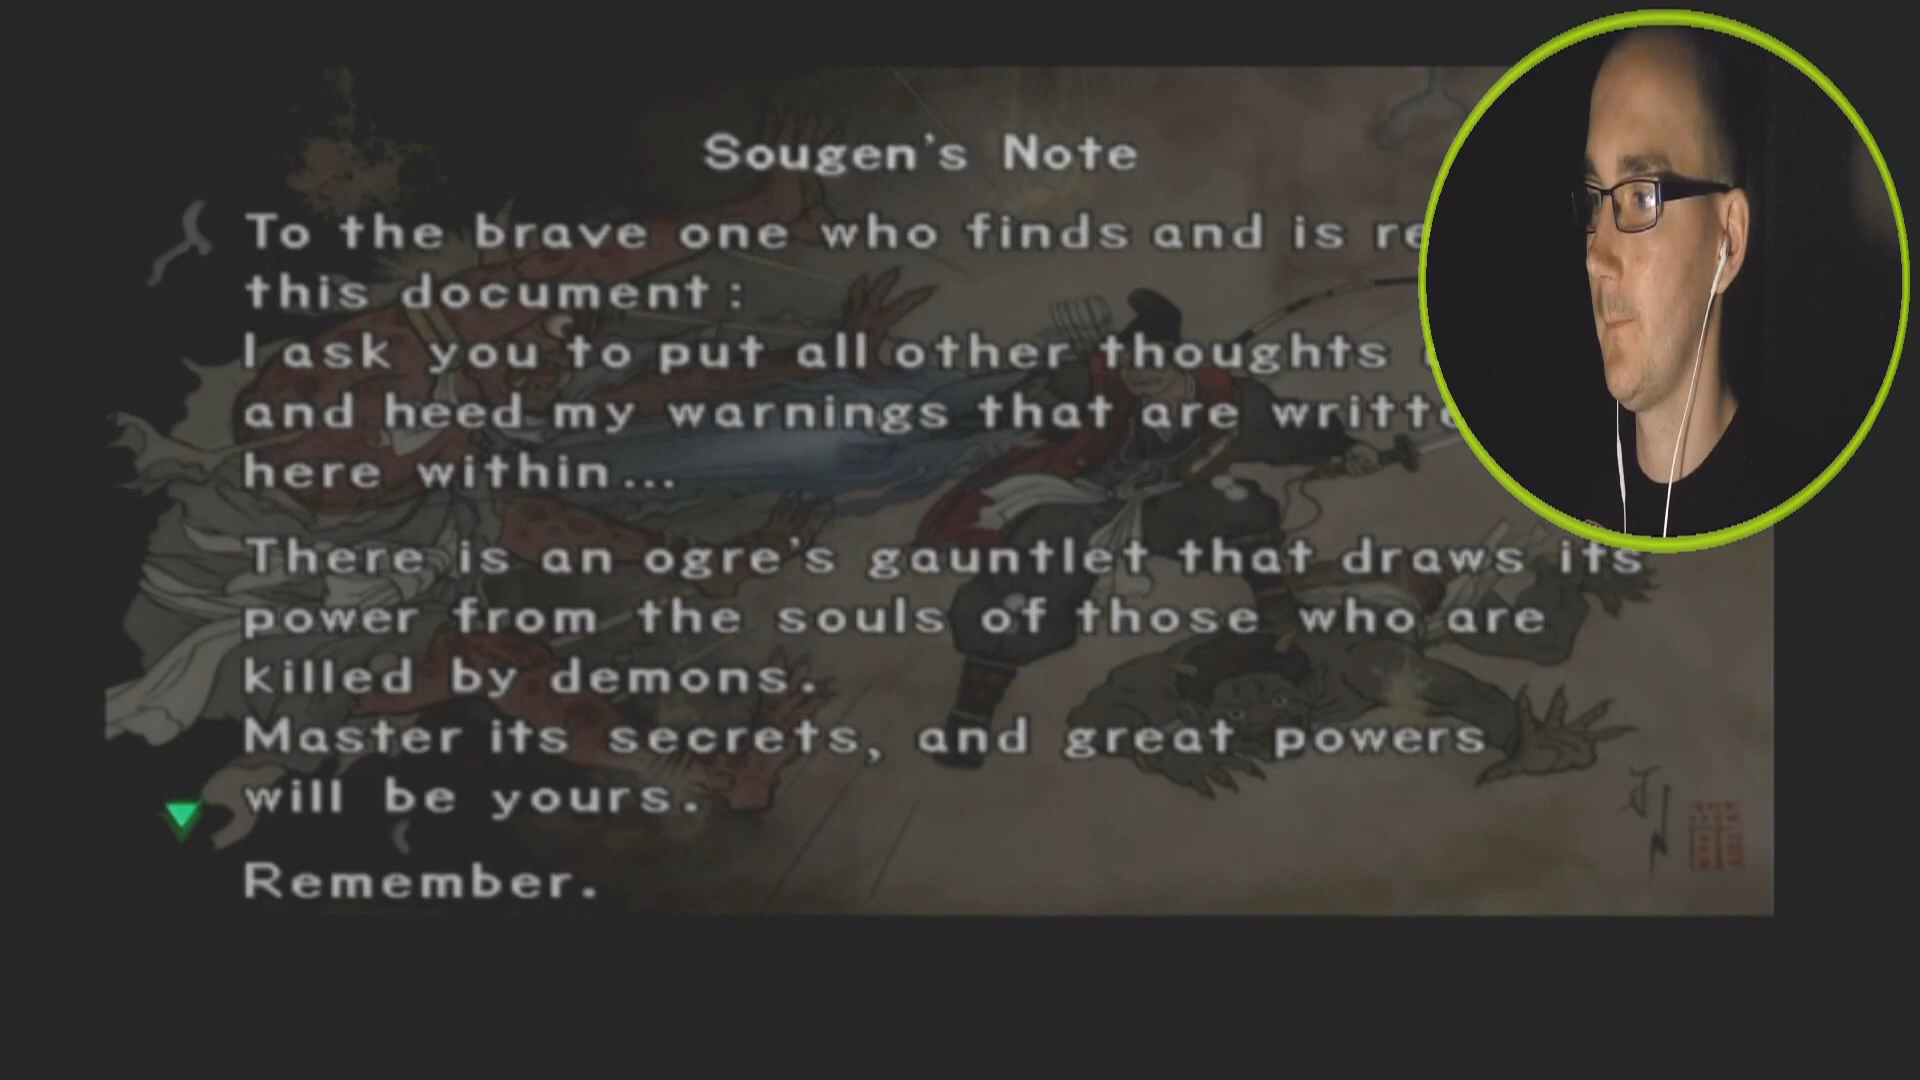 Sougen's Note
To the brave one who finds and is
this document:
I ask you to put all other thoughts
and heed my warnings that are
here within...
There is an ogre's gauntlet that draws its
power from the souls of those who are
killed by demons.
Master its secrets, and great powers
will be yours.
Remember.